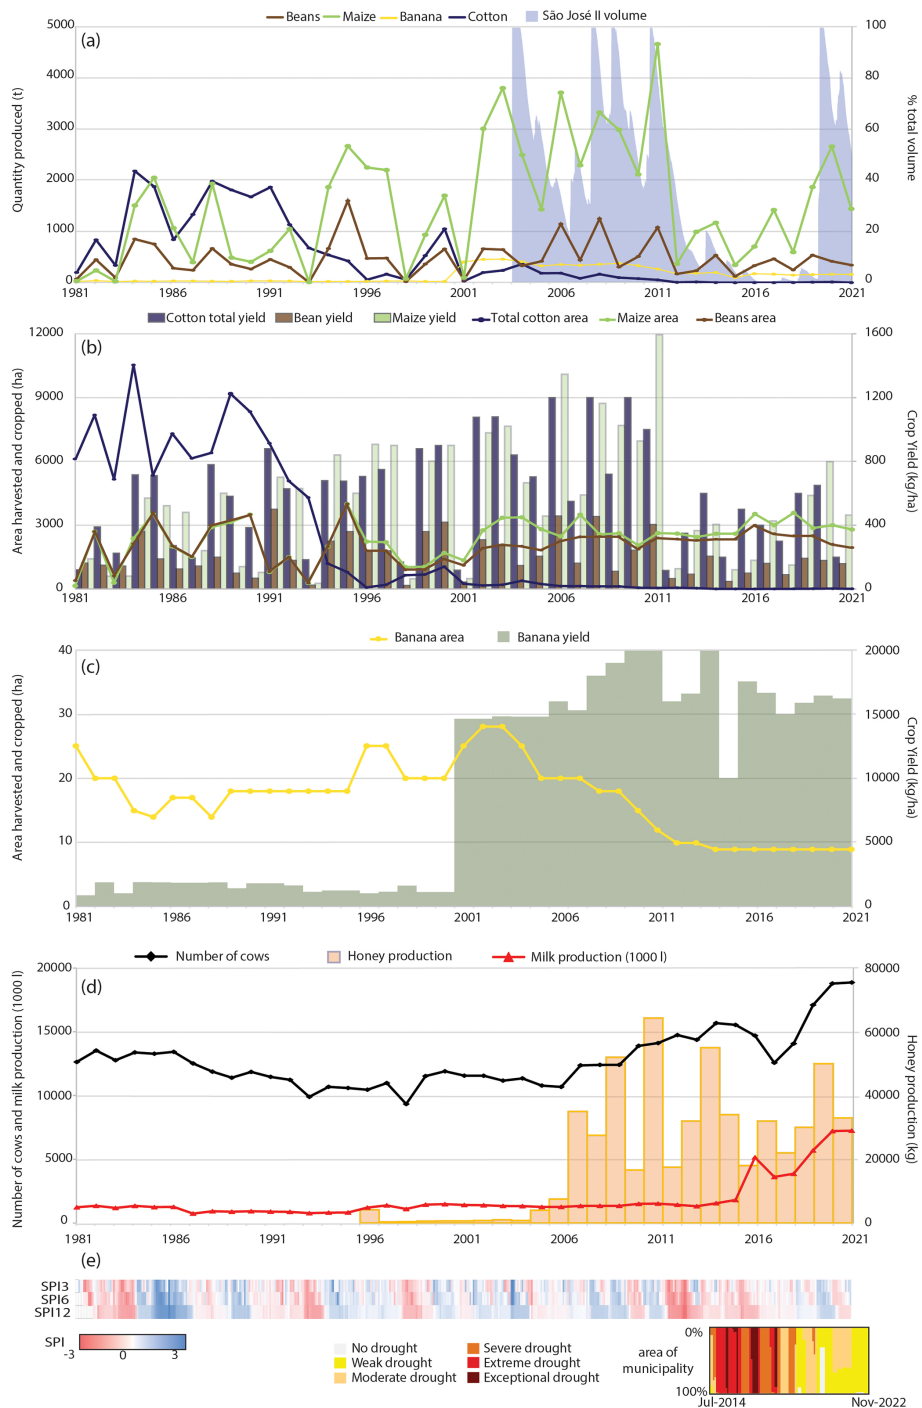 Beans Maize Banana Cotton São José II volume
(a)
5000
4000
3000
2000
1000
0
Quantity produced (t)
100
80
60
40
20
0
% total volume
1981 1986 1991 1996 2001 2006 2011 2016 2021
Cotton total yield Bean yield Maize yield Total cotton area Maize area Beans area
(b)
12000
9000
6000
3000
0
Area harvested and cropped (ha)
1600
1200
800
400
0
Crop Yield (kg/ha)
1981 1986 1991 1996 2001 2006 2011 2016 2021
Banana area Banana yield
(c)
40
30
20
10
0
Area harvested and cropped (ha)
20000
15000
10000
5000
0
Crop Yield (kg/ha)
1981 1986 1991 1996 2001 2006 2011 2016 2021
Number of cows Honey production Milk production (1000 l)
(d)
20000
15000
10000
5000
0
Number of cows and milk production (1000 l)
80000
60000
40000
20000
0
Honey production (kg)
1981 1986 1991 1996 2001 2006 2011 2016 2021
(e)
SPI3
SPI6
SPI12
SPI
-3 0 3
No drought
Weak drought
Moderate drought
Severe drought
Extreme drought
Exceptional drought
0%
area of
municipality
100%
Jul-2014 Nov-2022